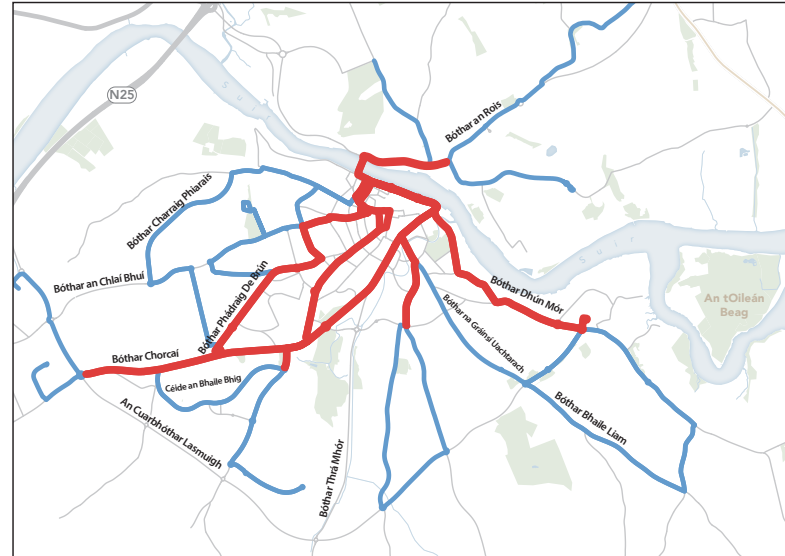 N25
Suir
Bóthar an Rois
Bóthar Charraig Phiarais
Bóthar an Chlaí Bhuí
Bóthar Phádraig De Brún
Suir
Bóthar Dhún Mór
An tOileán
Beag
Bóthar na Gráinsí Uachtarach
Bóthar Chorcaí
Céide an Bhaile Bhig
An Cuarbhóthar Lasmuigh
Bóthar Thrá Mhór
Bóthar Bhaile Liam